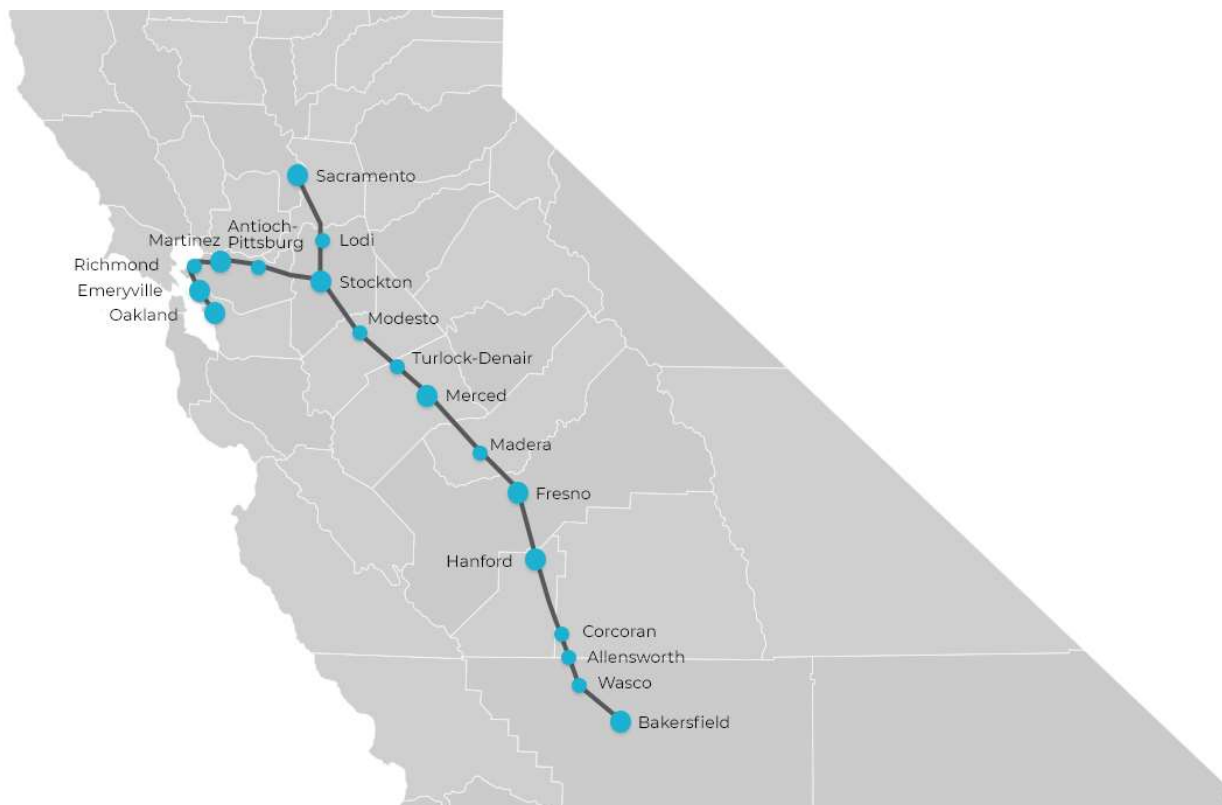 Sacramento
Antioch-
Pittsburg
Martinez
Lodi
Richmond
Stockton
Emeryville
Oakland
Modesto
Turlock-Denair
Merced
Madera
Fresno
Hanford
Corcoran
Allensworth
Wasco
Bakersfield